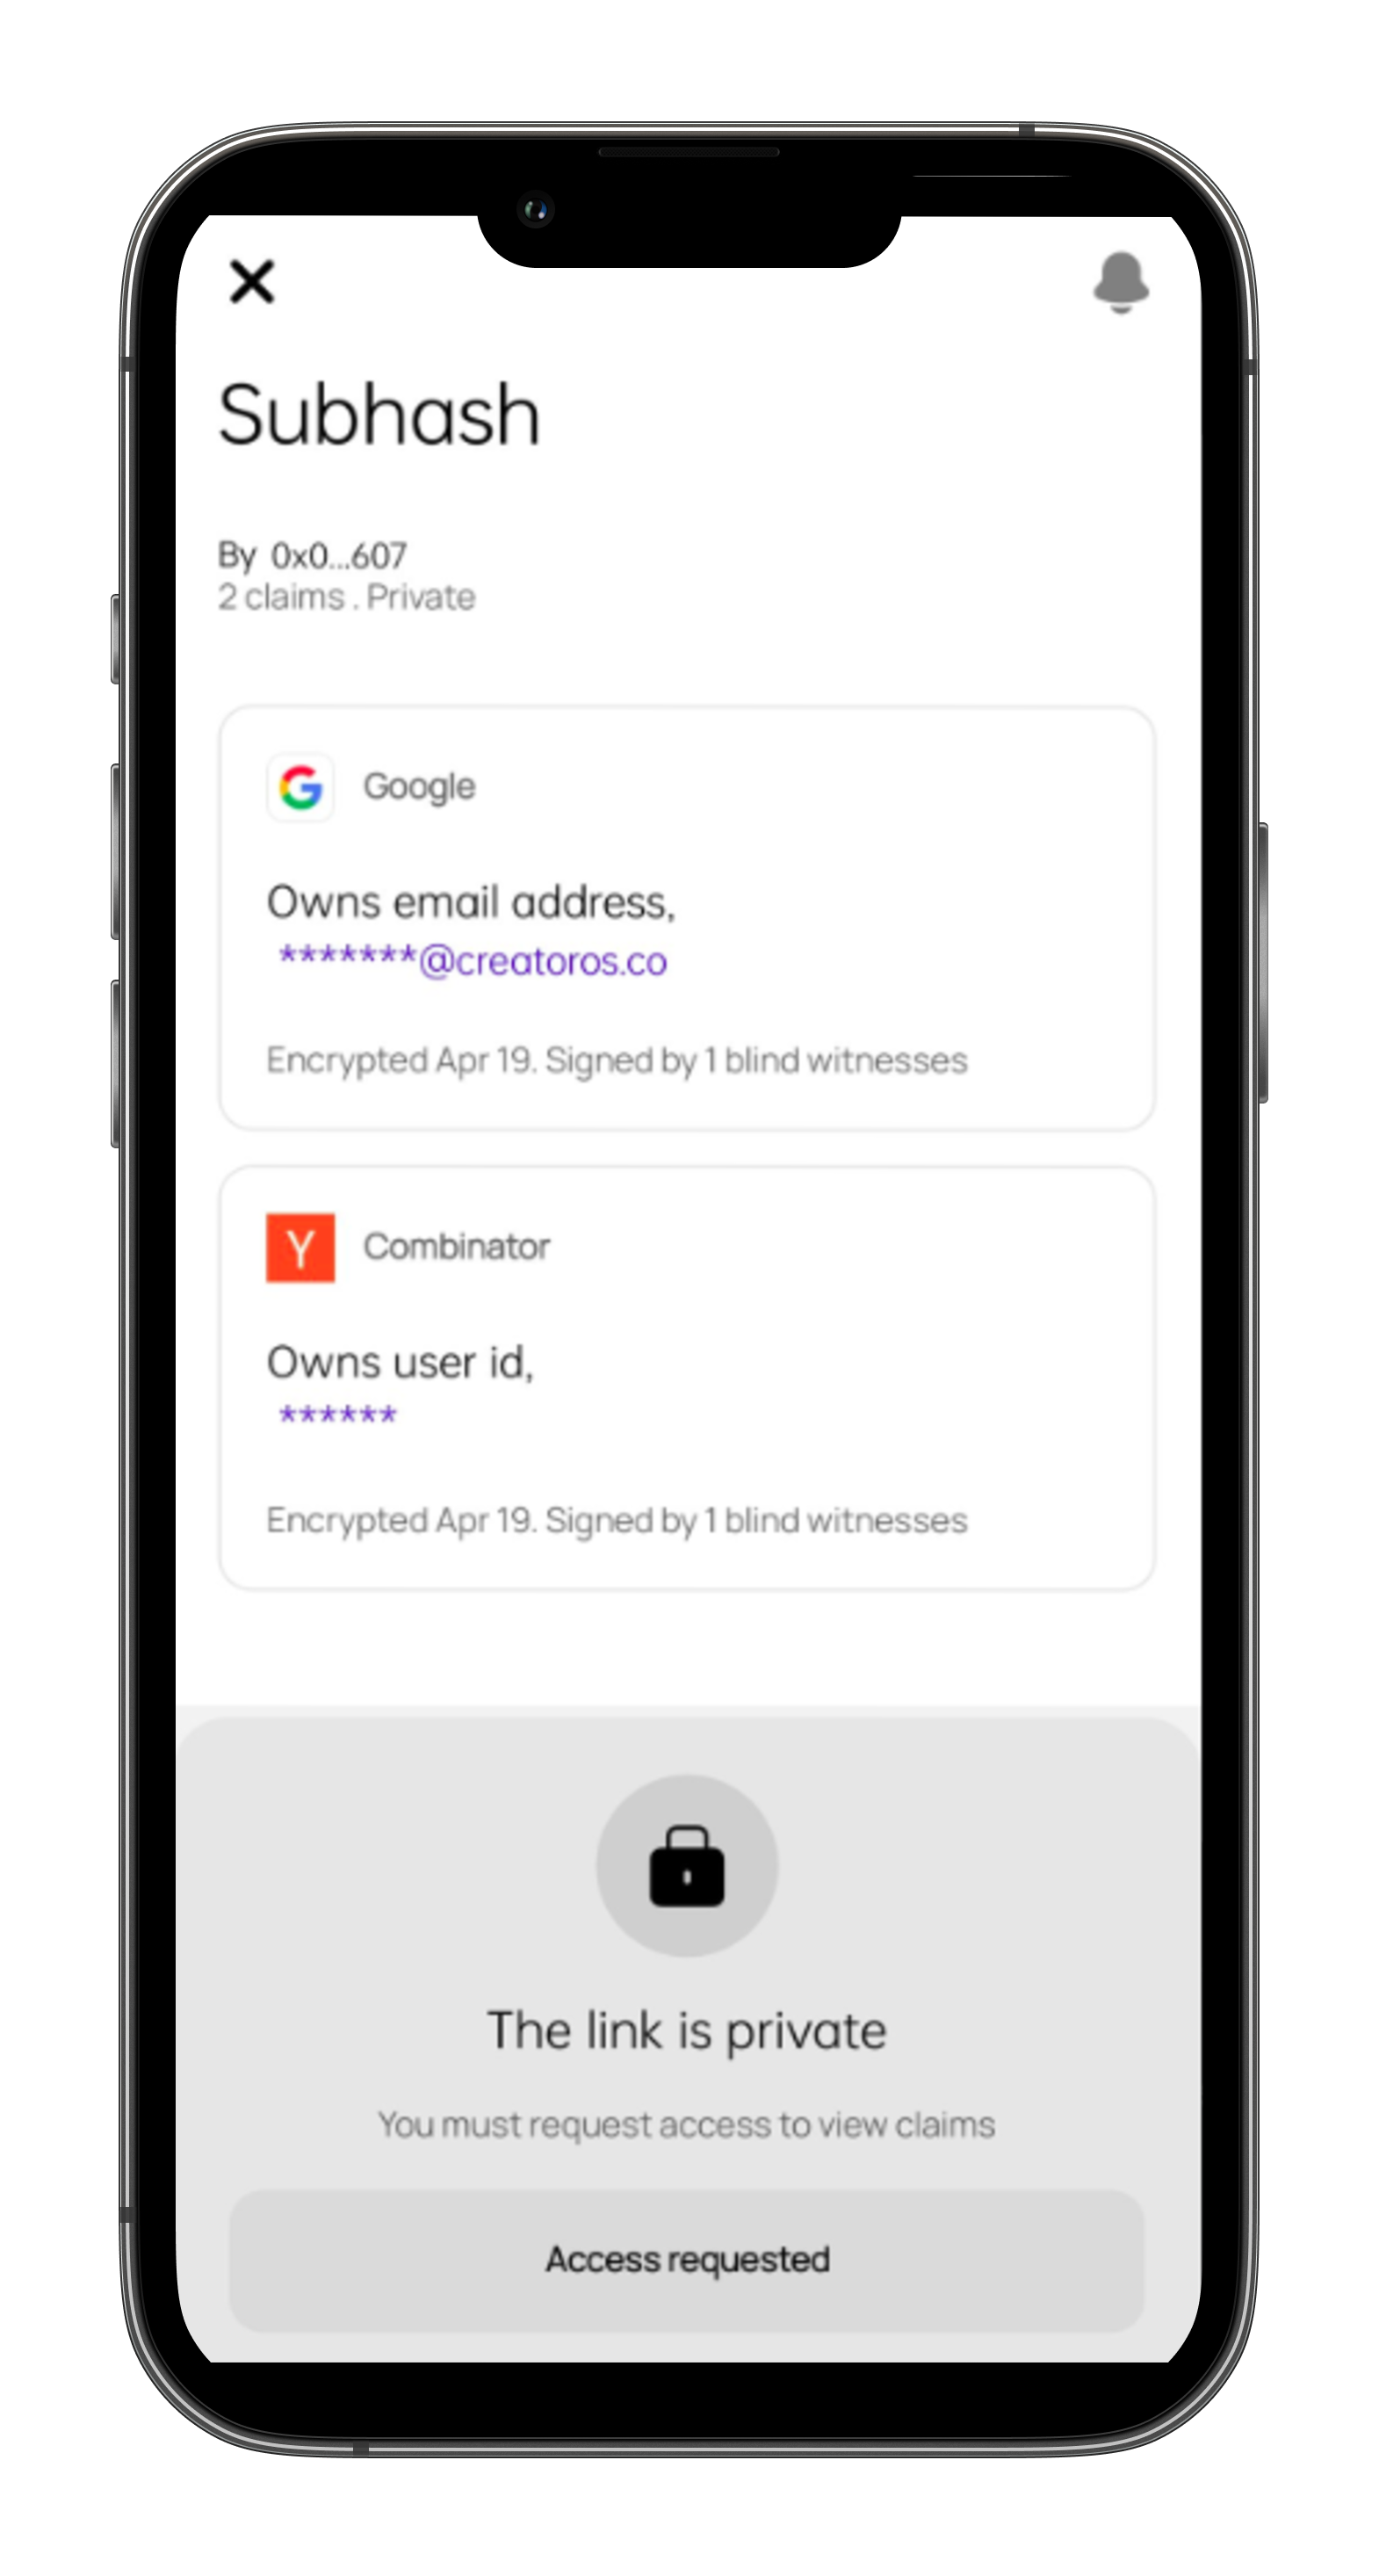 Subhash
By 0x0...607
2 claims . Private
Google
Owns email address,
*******@creatoros.co
Encrypted Apr 19. Signed by 1 blind witnesses
Y Combinator
Owns user id,
******
Encrypted Apr 19. Signed by 1 blind witnesses
The link is private
You must request access to view claims
Access requested